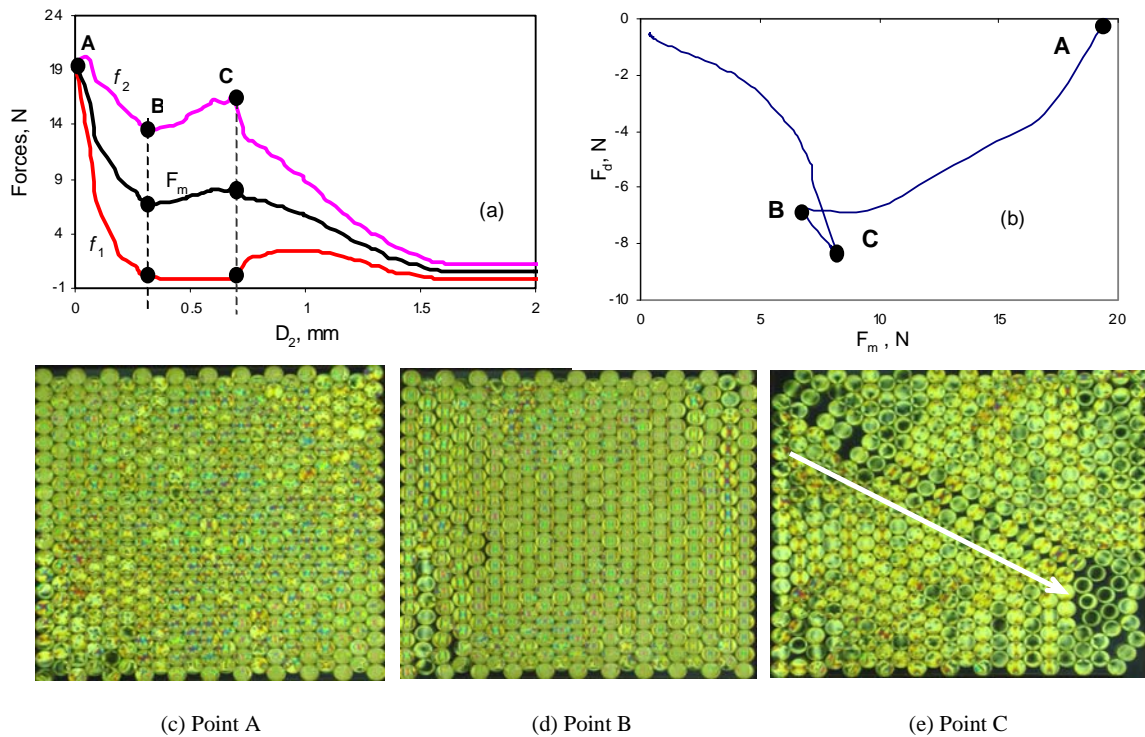 24
19
14
9
4
-1
Forces, N
A
f2
B
C
Fm
f1
(a)
0
0.5
1
1.5
2
D2, mm
0
-2
-4
-6
-8
-10
Fd, N
A
B
C
(b)
0
5
10
15
20
Fm , N
(c) Point A
(d) Point B
(e) Point C